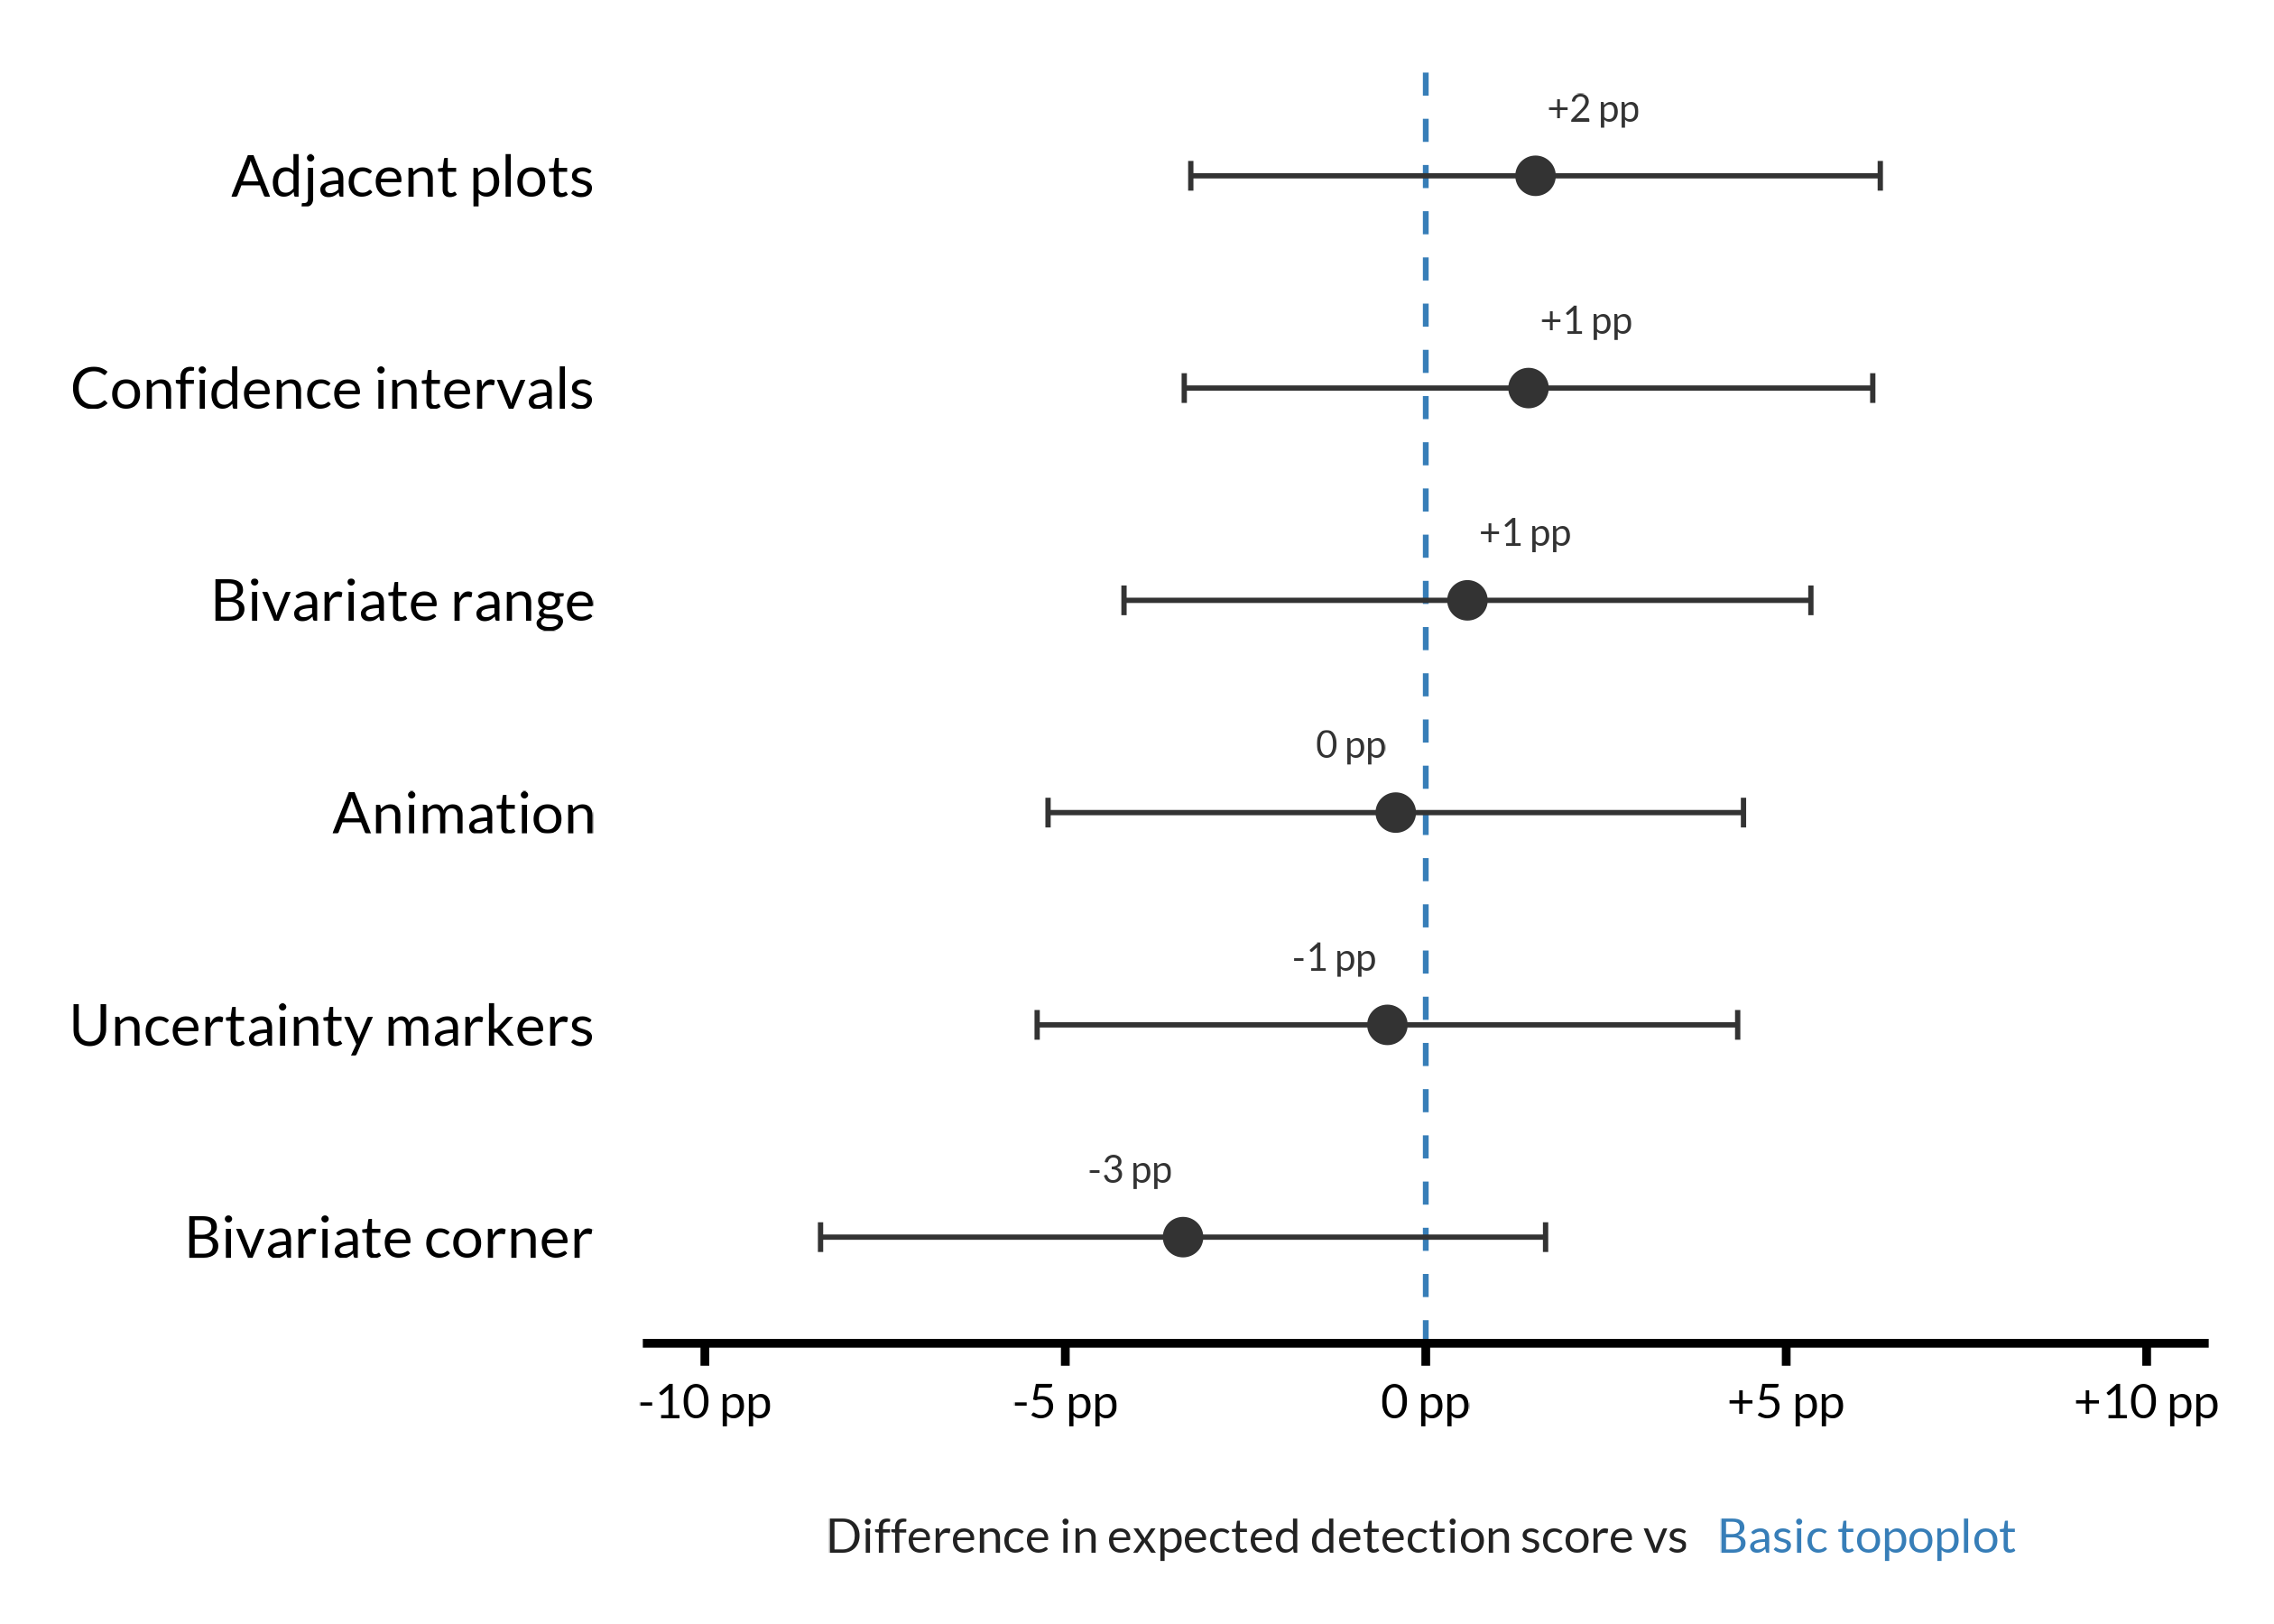 +2 pp
Adjacent plots
+1 pp
Confidence intervals
+1 pp
Bivariate range
0 pp
Animation
-1 pp
Uncertainty markers
-3 pp
Bivariate corner
-10 pp -5 pp 0 pp +5 pp +10 pp
Difference in expected detection score vs Basic topoplot